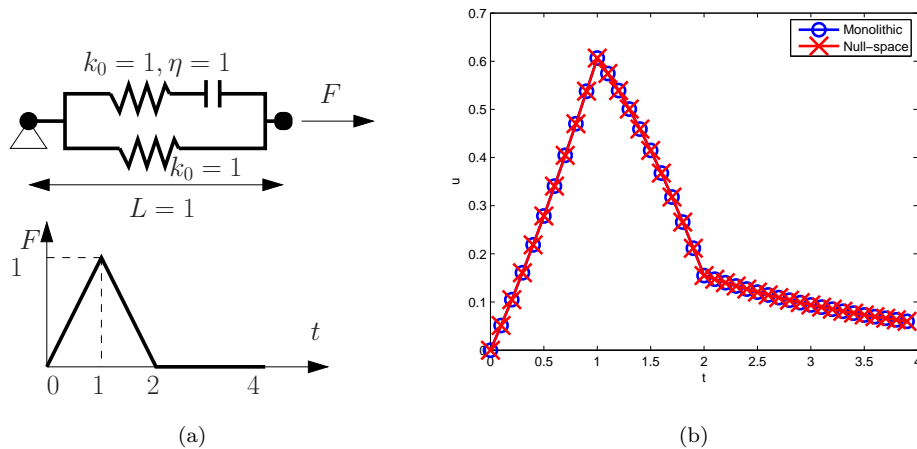 k₀ = 1, η = 1
F
k₀ = 1
L = 1
F
1
t
0 1 2 4
(a)
0.7
0.6
0.5
0.4
0.3
0.2
0.1
0
u
0 0.5 1 1.5 2 2.5 3 3.5 4
t
Monolithic
Null−space
(b)